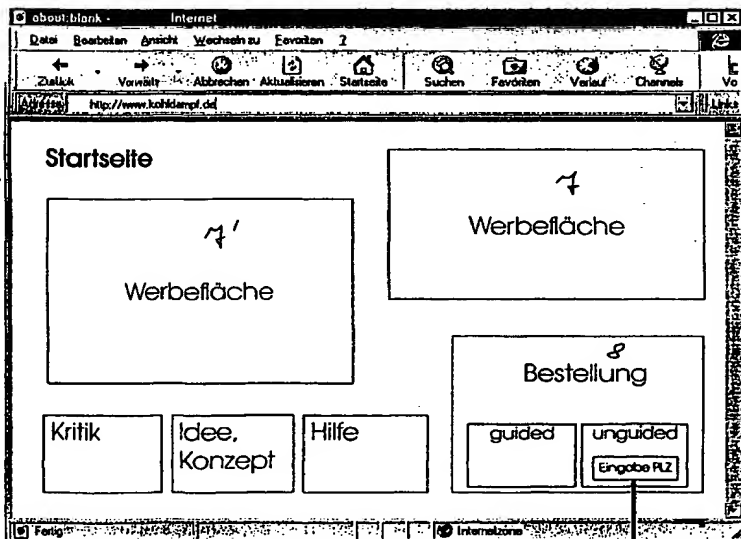 about:blank - Internet
Datei Bearbeiten Ansicht Wechseln zu Favoriten ?
Zurück Vorwärts Abbrechen Aktualisieren Startseite Suchen Favoriten Verlauf Channels Vo
Adresse http://www.kohldampf.de Links
Startseite
7
Werbefläche
7'
Werbefläche
8
Bestellung
Kritik
Idee,
Konzept
Hilfe
guided
unguided
Eingabe PLZ
Fertig Internetzone